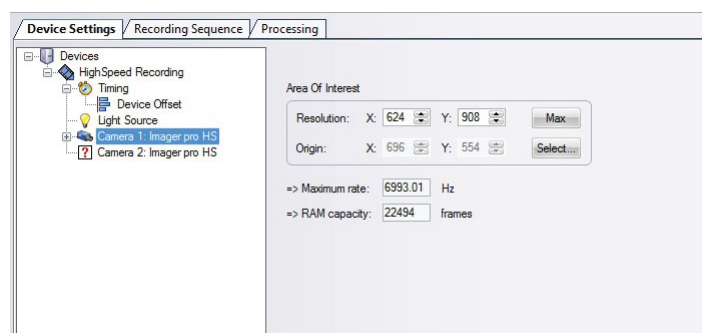 Device Settings Recording Sequence Processing
Devices
HighSpeed Recording
Timing
Device Offset
Light Source
Camera 1: Imager pro HS
? Camera 2: Imager pro HS
Area Of Interest
Resolution: X: 624 Y: 908 Max
Origin: X: 696 Y: 554 Select...
=> Maximum rate: 6993.01 Hz
=> RAM capacity: 22494 frames